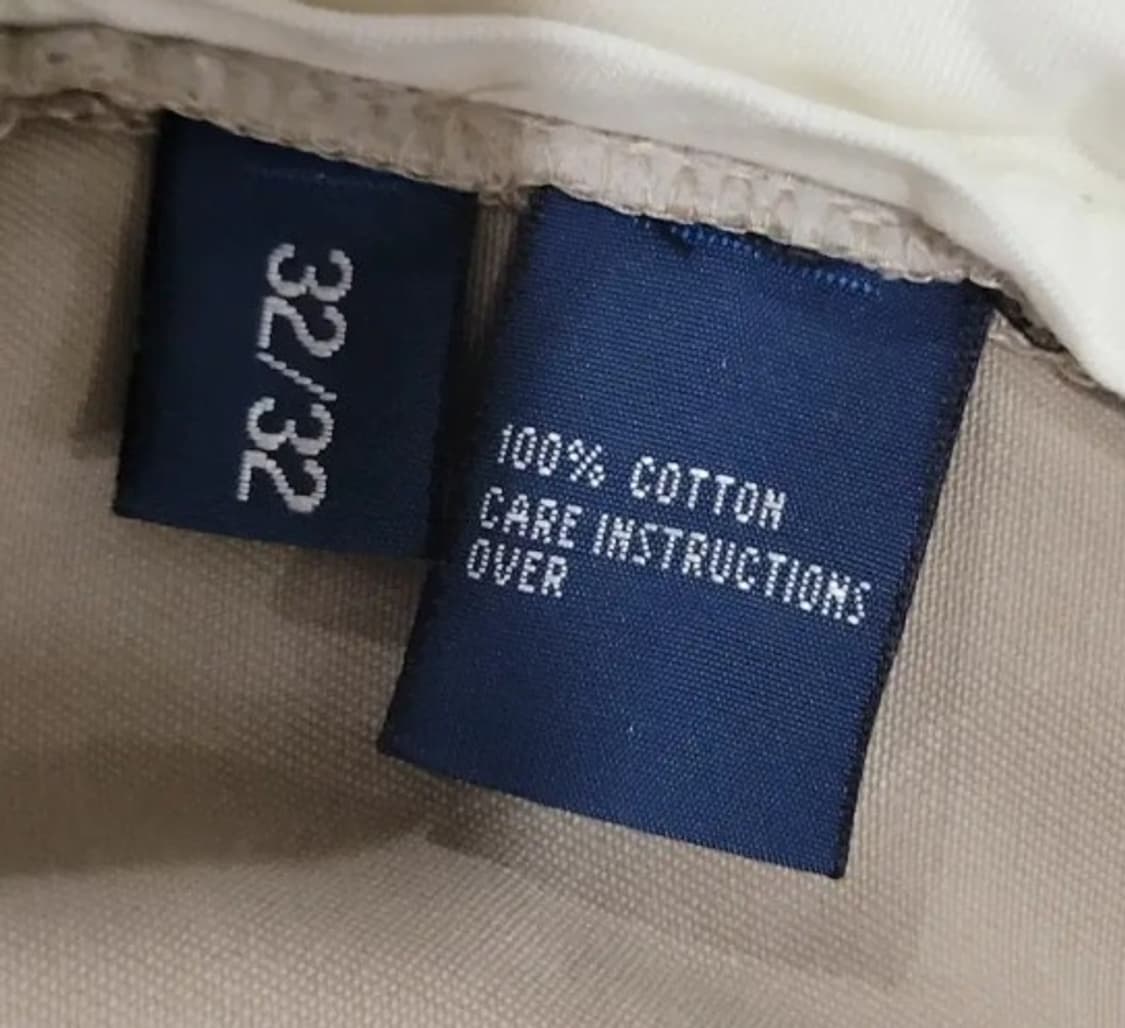 32/32
100% COTTON
CARE INSTRUCTIONS
OVER